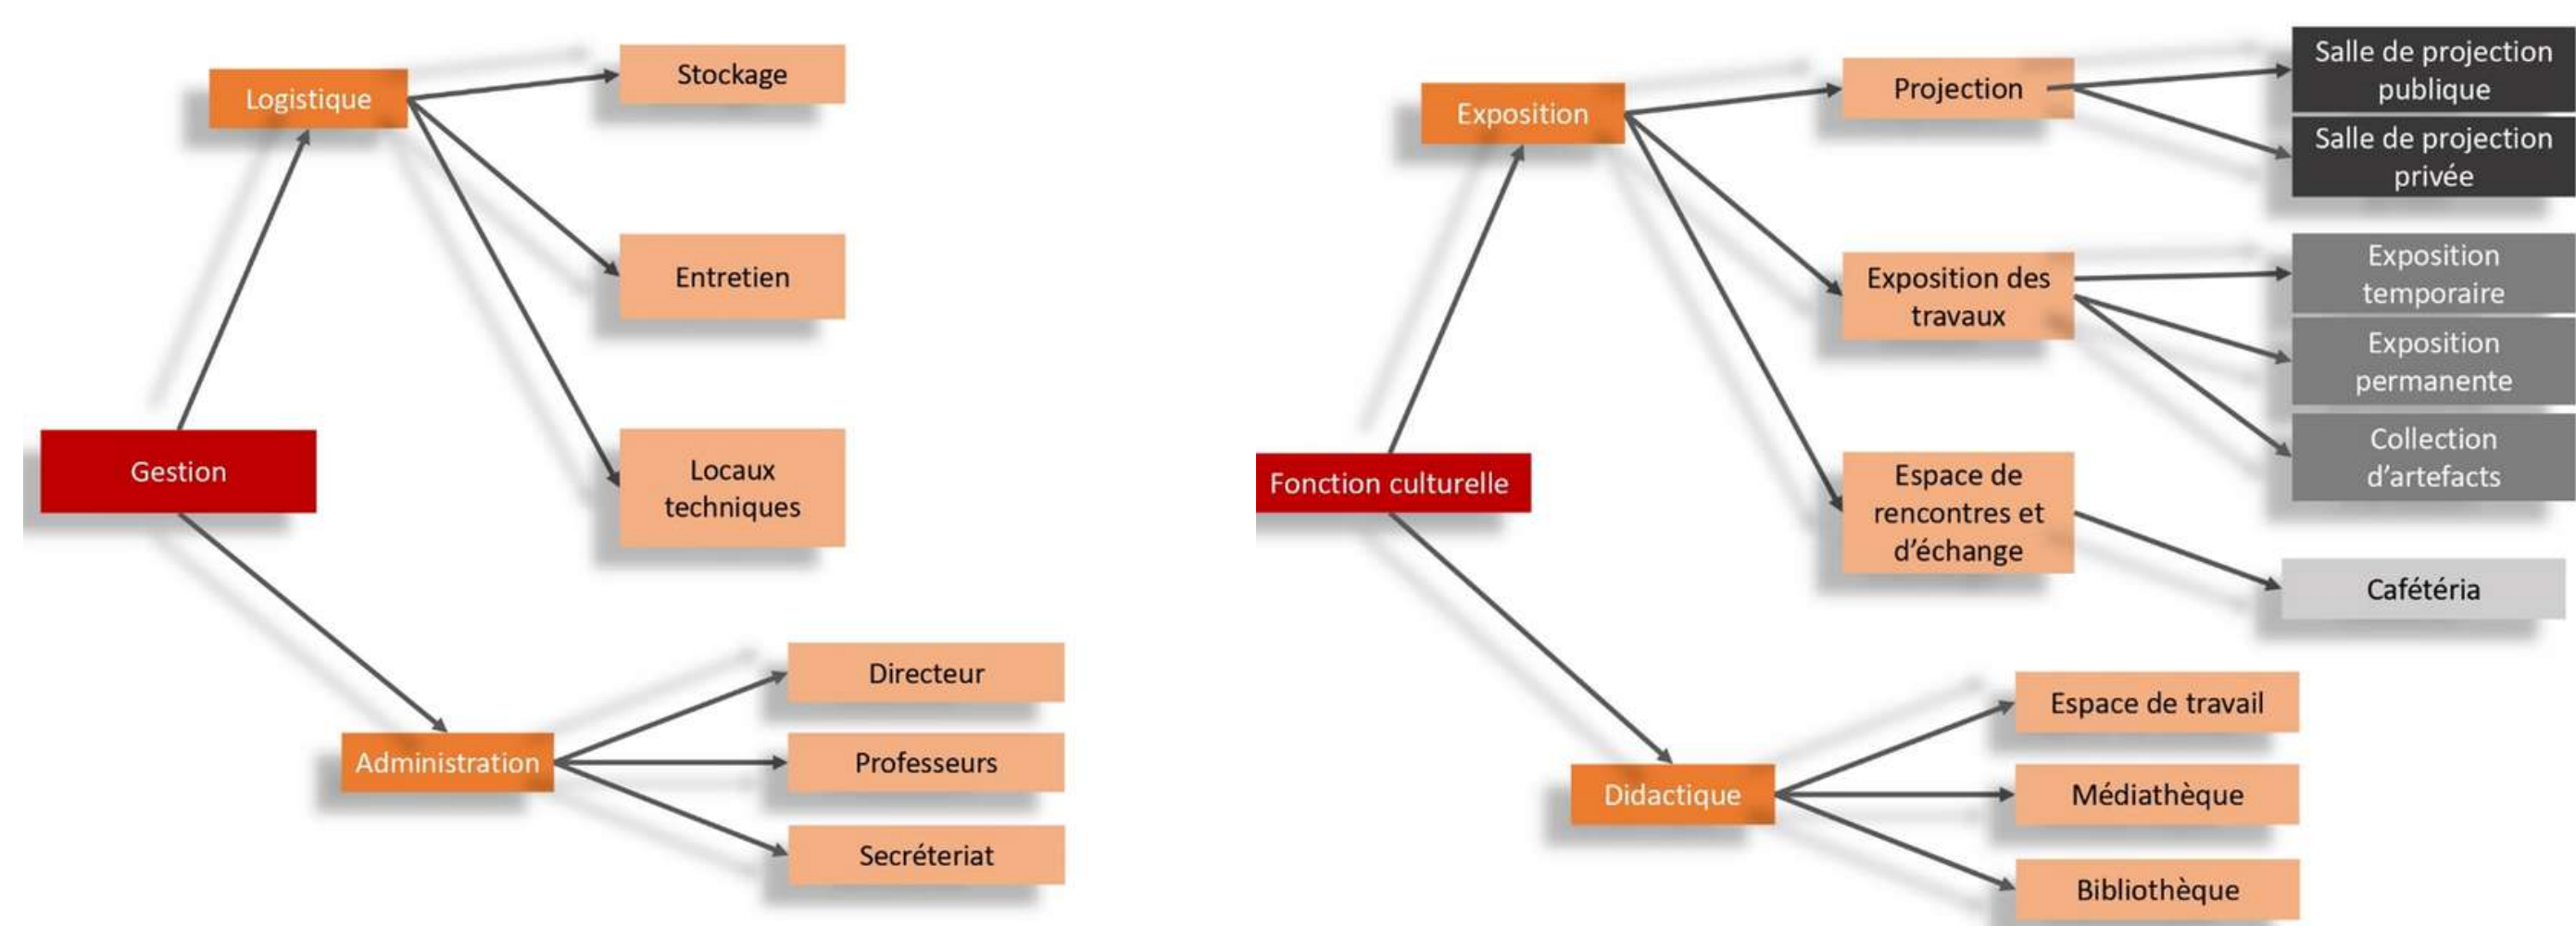 Logistique
Stockage
Entretien
Locaux
techniques
Gestion
Administration
Directeur
Professeurs
Secréteriat
Exposition
Projection
Salle de projection
publique
Salle de projection
privée
Exposition des
travaux
Exposition
temporaire
Exposition
permanente
Collection
d’artefacts
Espace de
rencontres et
d’échange
Cafétéria
Fonction culturelle
Didactique
Espace de travail
Médiathèque
Bibliothèque